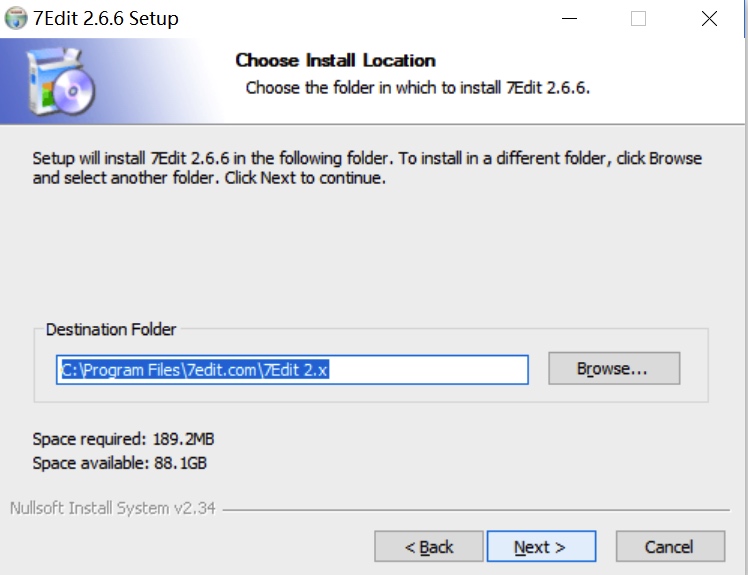 7Edit 2.6.6 Setup
Choose Install Location
Choose the folder in which to install 7Edit 2.6.6.
Setup will install 7Edit 2.6.6 in the following folder. To install in a different folder, click Browse
and select another folder. Click Next to continue.
Destination Folder
C:\Program Files\7edit.com\7Edit 2.x
Browse...
Space required: 189.2MB
Space available: 88.1GB
Nullsoft Install System v2.34
< Back
Next >
Cancel